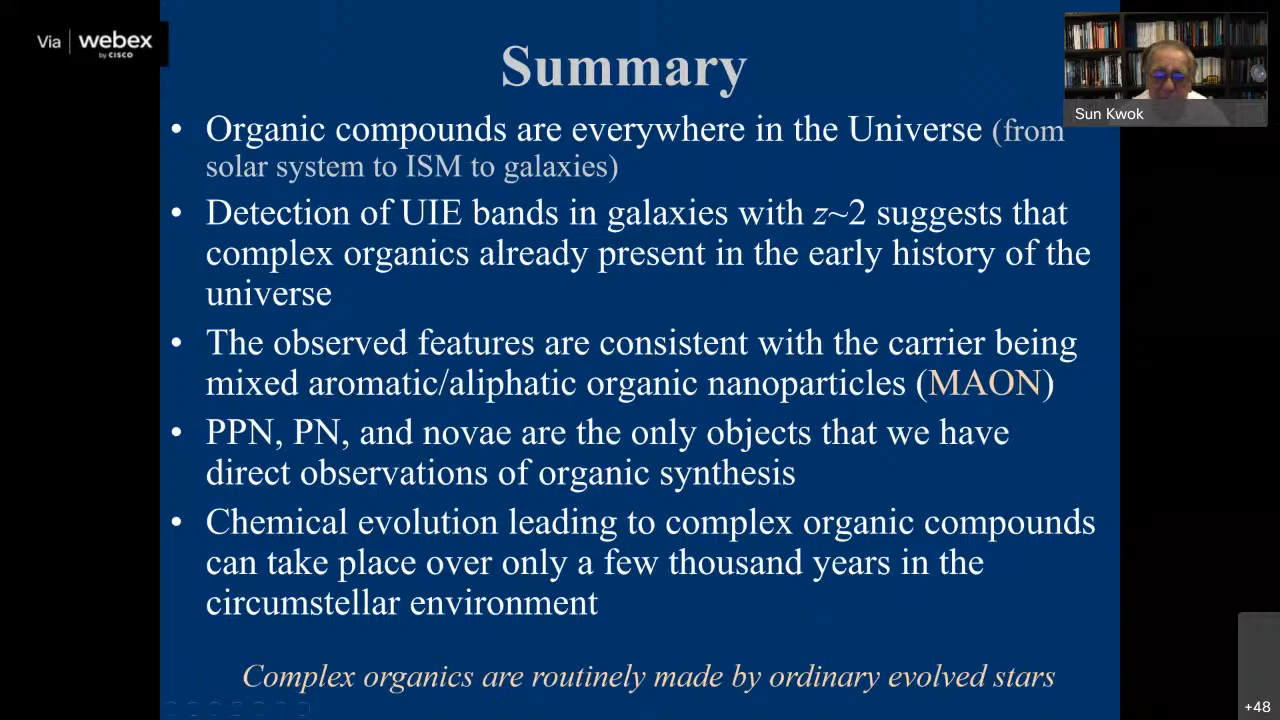 Via | webex
by CISCO
Summary
Sun Kwok
• Organic compounds are everywhere in the Universe (from
solar system to ISM to galaxies)
• Detection of UIE bands in galaxies with z~2 suggests that
complex organics already present in the early history of the
universe
• The observed features are consistent with the carrier being
mixed aromatic/aliphatic organic nanoparticles (MAON)
• PPN, PN, and novae are the only objects that we have
direct observations of organic synthesis
• Chemical evolution leading to complex organic compounds
can take place over only a few thousand years in the
circumstellar environment
Complex organics are routinely made by ordinary evolved stars
+48